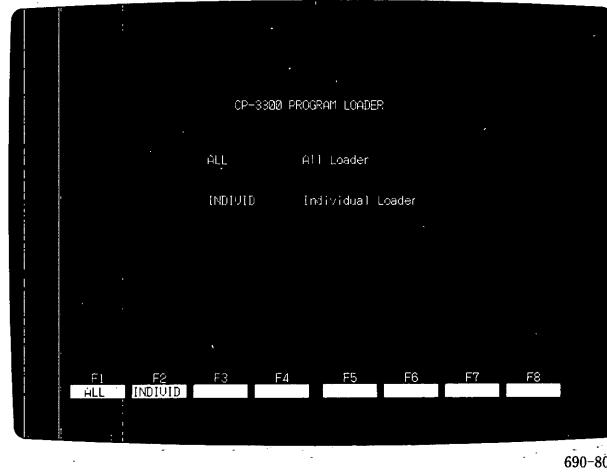 CP-3300 PROGRAM LOADER
ALL All Loader
INDIVID Individual Loader
F1 F2 F3 F4 F5 F6 F7 F8
ALL INDIVID
690-80